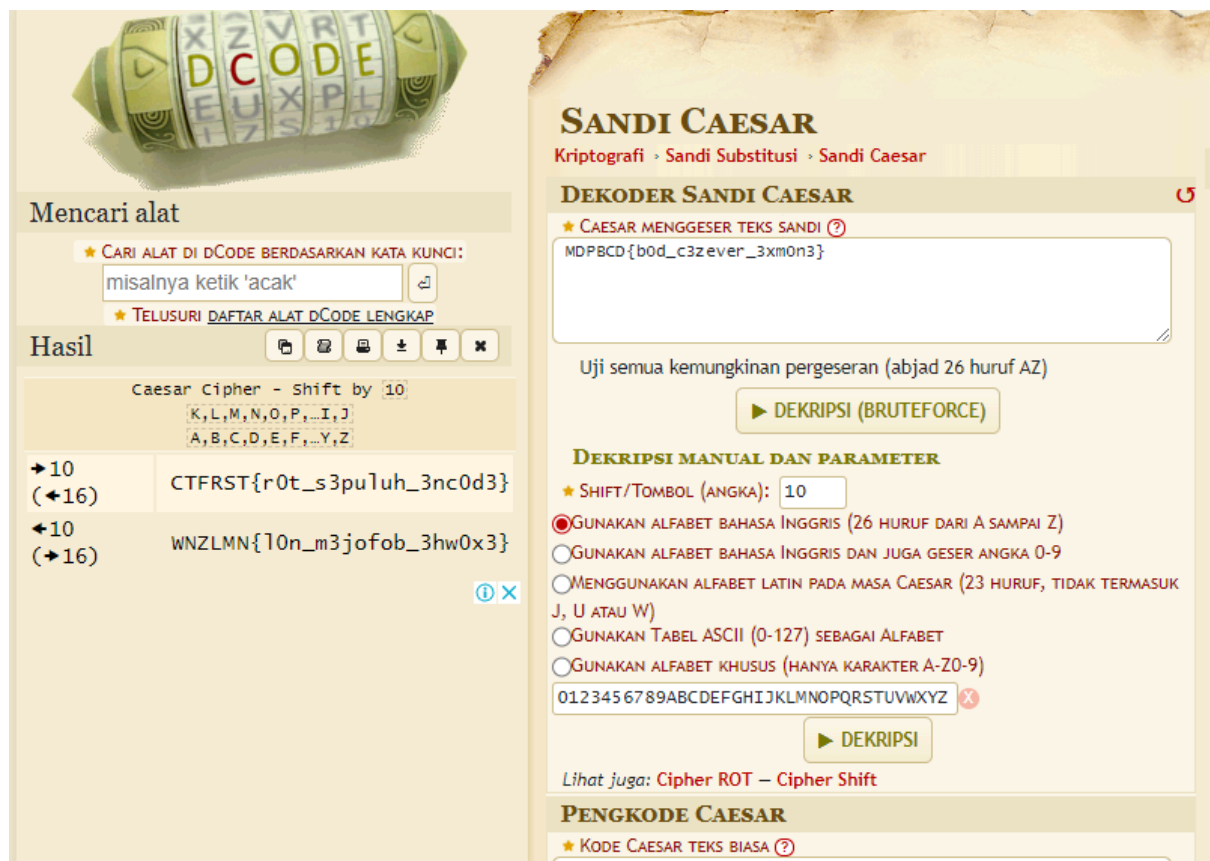 DCODE
Mencari alat
★ CARI ALAT DI DCODE BERDASARKAN KATA KUNCI:
misalnya ketik 'acak'
★ TELUSURI DAFTAR ALAT DCODE LENGKAP
Hasil
Caesar Cipher - Shift by 10
K,L,M,N,O,P,…I,J
A,B,C,D,E,F,…Y,Z
➔10 (🡰16) CTFRST{r0t_s3puluh_3nc0d3}
🡰10 (➔16) WNZLMN{l0n_m3jofob_3hw0x3}
SANDI CAESAR
Kriptografi › Sandi Substitusi › Sandi Caesar
DEKODER SANDI CAESAR
★ CAESAR MENGGESER TEKS SANDI ?
MDPBCD{b0d_c3zever_3xm0n3}
Uji semua kemungkinan pergeseran (abjad 26 huruf AZ)
▶ DEKRIPSI (BRUTEFORCE)
DEKRIPSI MANUAL DAN PARAMETER
★ SHIFT/TOMBOL (ANGKA): 10
GUNAKAN ALFABET BAHASA INGGRIS (26 HURUF DARI A SAMPAI Z)
GUNAKAN ALFABET BAHASA INGGRIS DAN JUGA GESER ANGKA 0-9
MENGGUNAKAN ALFABET LATIN PADA MASA CAESAR (23 HURUF, TIDAK TERMASUK
J, U ATAU W)
GUNAKAN TABEL ASCII (0-127) SEBAGAI ALFABET
GUNAKAN ALFABET KHUSUS (HANYA KARAKTER A-Z0-9)
0123456789ABCDEFGHIJKLMNOPQRSTUVWXYZ X
▶ DEKRIPSI
Lihat juga: Cipher ROT — Cipher Shift
PENGKODE CAESAR
★ KODE CAESAR TEKS BIASA ?